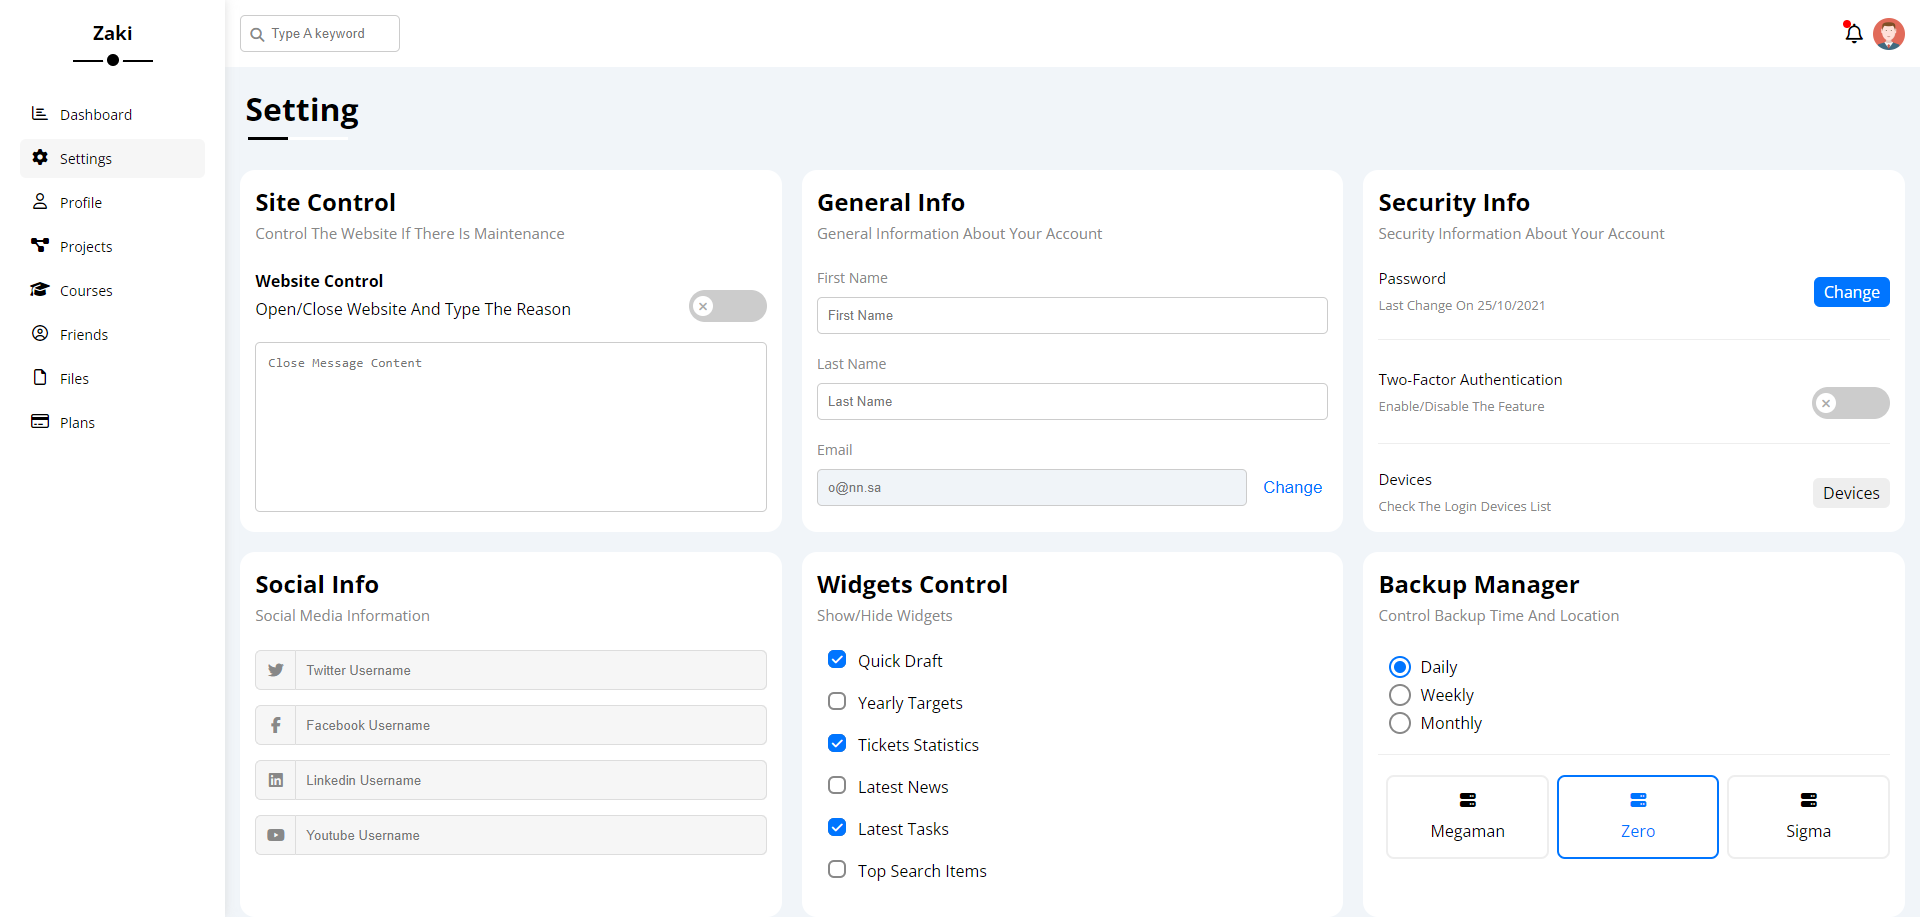 Zaki
Dashboard
Settings
Profile
Projects
Courses
Friends
Files
Plans
Type A keyword
Setting
Site Control
Control The Website If There Is Maintenance
Website Control
Open/Close Website And Type The Reason
Close Message Content
General Info
General Information About Your Account
First Name
First Name
Last Name
Last Name
Email
o@nn.sa
Change
Security Info
Security Information About Your Account
Password
Last Change On 25/10/2021
Change
Two-Factor Authentication
Enable/Disable The Feature
Devices
Check The Login Devices List
Devices
Social Info
Social Media Information
Twitter Username
Facebook Username
Linkedin Username
Youtube Username
Widgets Control
Show/Hide Widgets
Quick Draft
Yearly Targets
Tickets Statistics
Latest News
Latest Tasks
Top Search Items
Backup Manager
Control Backup Time And Location
Daily
Weekly
Monthly
Megaman
Zero
Sigma